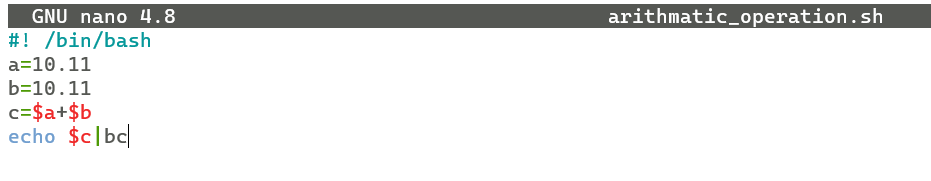 GNU nano 4.8 arithmatic_operation.sh
#! /bin/bash
a=10.11
b=10.11
c=$a+$b
echo $c|bc